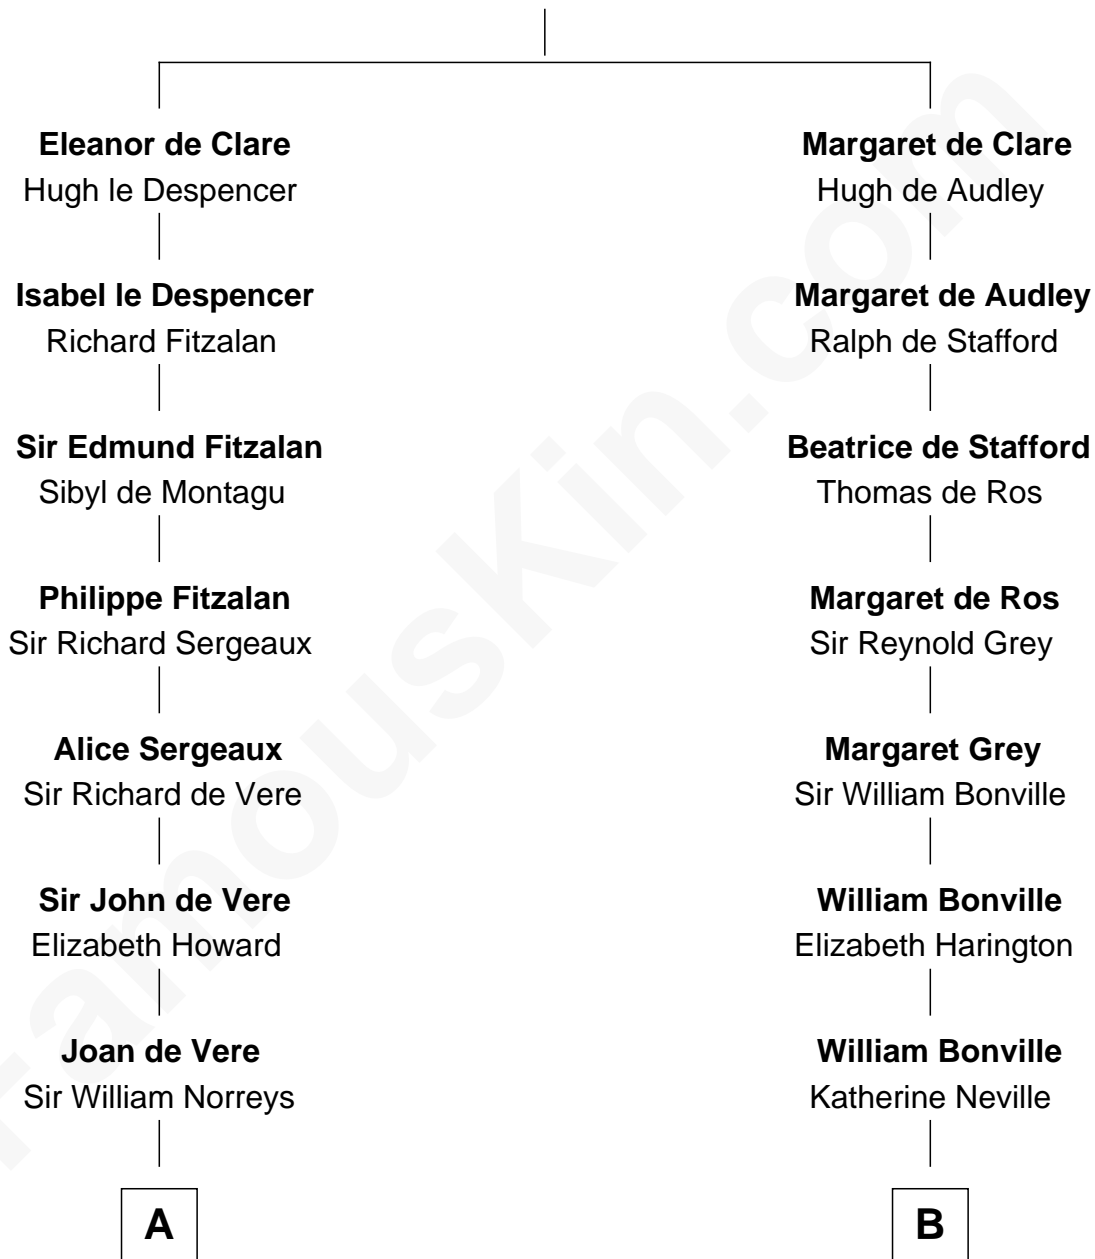 Eleanor de Clare
Hugh le Despencer
Isabel le Despencer
Richard Fitzalan
Sir Edmund Fitzalan
Sibyl de Montagu
Philippe Fitzalan
Sir Richard Sergeaux
Alice Sergeaux
Sir Richard de Vere
Sir John de Vere
Elizabeth Howard
Joan de Vere
Sir William Norreys
A
Margaret de Clare
Hugh de Audley
Margaret de Audley
Ralph de Stafford
Beatrice de Stafford
Thomas de Ros
Margaret de Ros
Sir Reynold Grey
Margaret Grey
Sir William Bonville
William Bonville
Elizabeth Harington
William Bonville
Katherine Neville
B
FamousKin.com